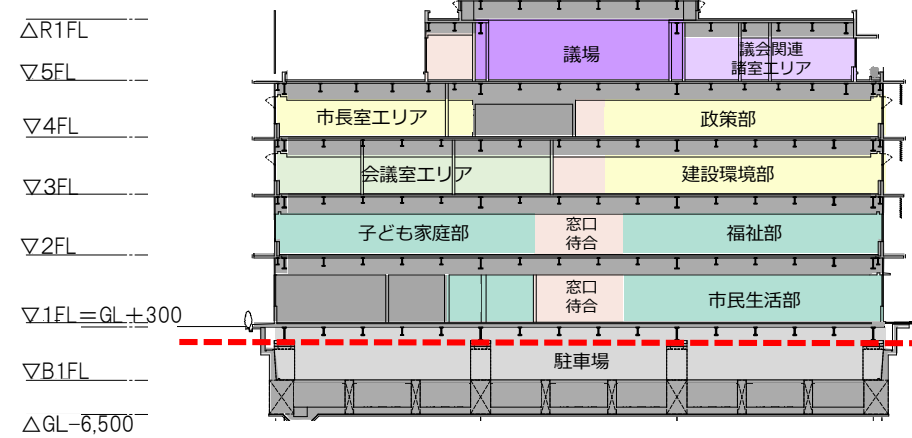 △R1FL
議場
議会関連
諸室エリア
▽5FL
市長室エリア
政策部
▽4FL
会議室エリア
建設環境部
▽3FL
子ども家庭部
窓口
待合
福祉部
▽2FL
窓口
待合
市民生活部
▽1FL=GL+300
駐車場
▽B1FL
△GL-6,500